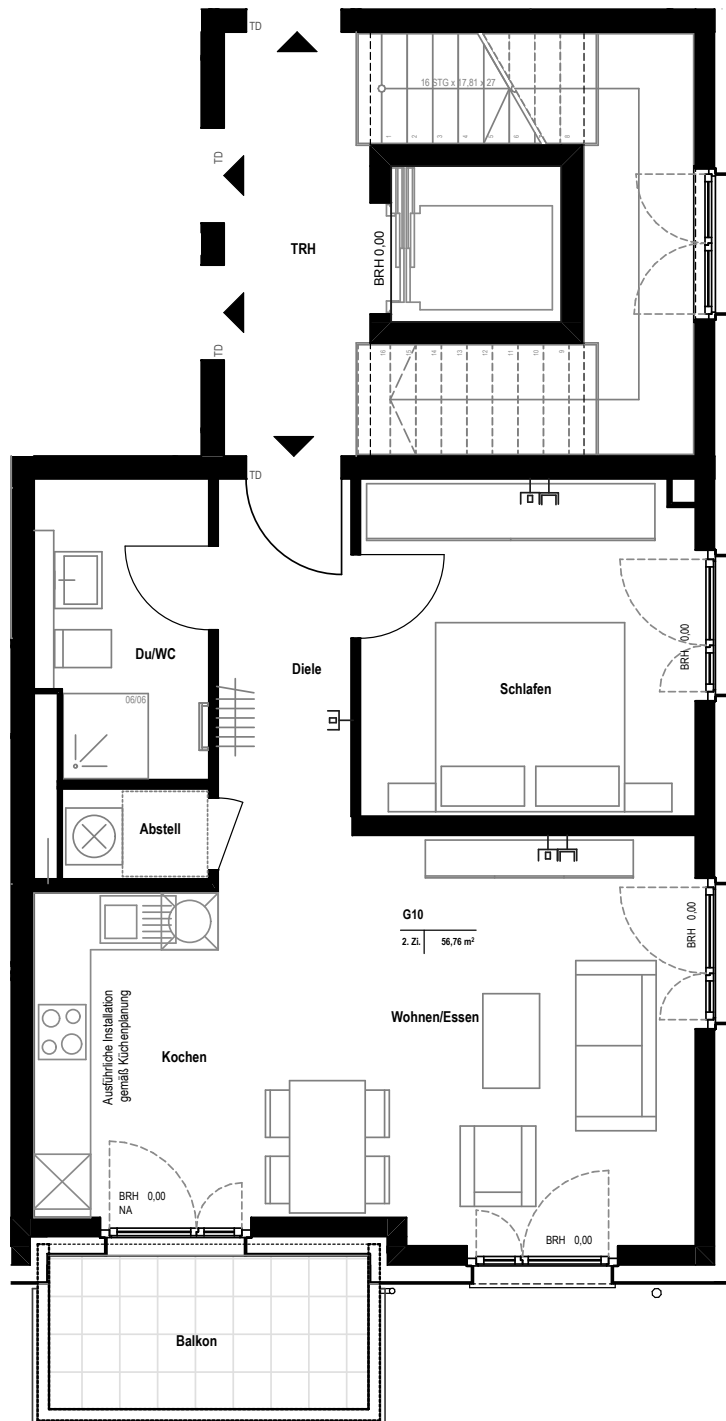 TD
16 STG x 17,81 x 27
1
2
3
4
5
6
7
8
TD
TRH
BRH 0,00
TD
16
15
14
13
12
11
10
9
TD
Du/WC
Diele
Schlafen
BRH 0,00
06/06
Abstell
G10
2. Zi. 56,76 m²
BRH 0,00
Wohnen/Essen
Ausführliche Installation
gemäß Küchenplanung
Kochen
BRH 0,00
NA
BRH 0,00
Balkon